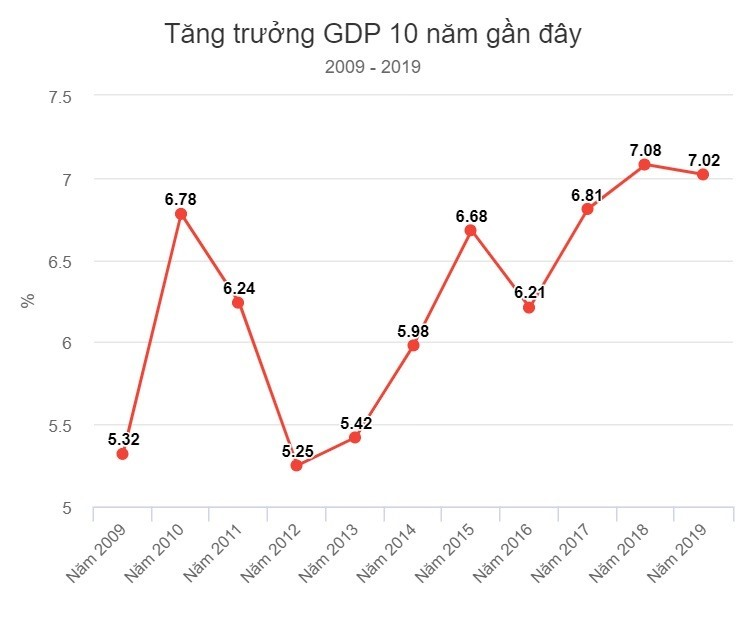 Tăng trưởng GDP 10 năm gần đây
2009 - 2019
%
7.5
7
6.5
6
5.5
5
5.32
6.78
6.24
5.25
5.42
5.98
6.68
6.21
6.81
7.08
7.02
Năm 2009
Năm 2010
Năm 2011
Năm 2012
Năm 2013
Năm 2014
Năm 2015
Năm 2016
Năm 2017
Năm 2018
Năm 2019